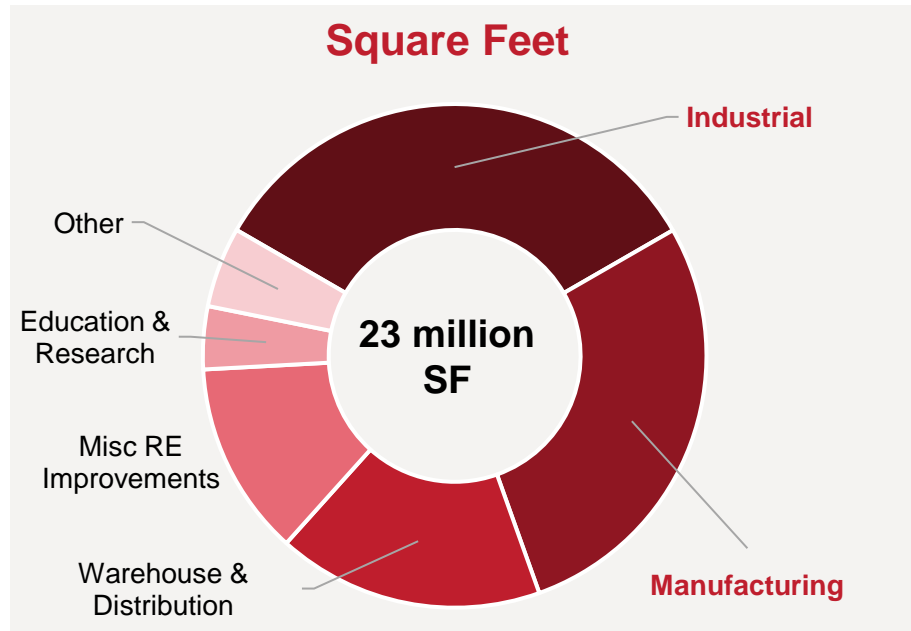 Square Feet
Industrial
Other
Education &
Research
23 million
SF
Misc RE
Improvements
Warehouse &
Distribution
Manufacturing